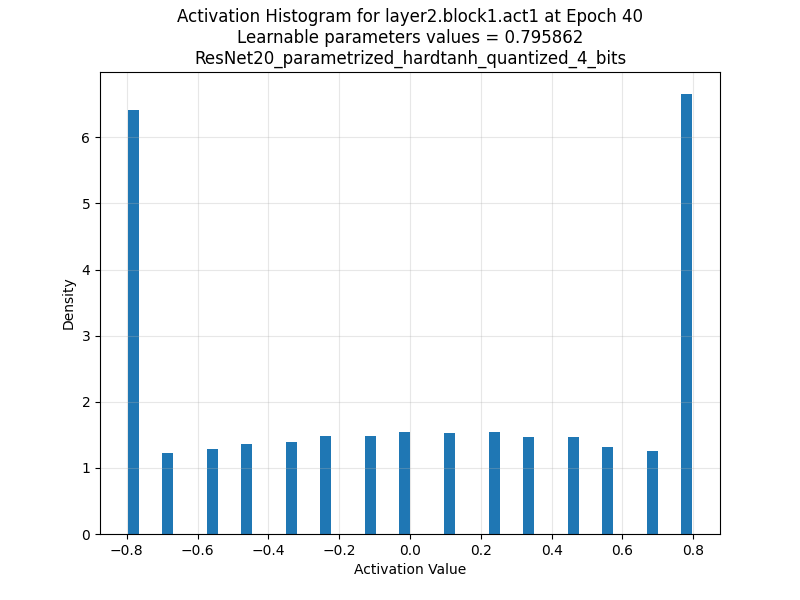 Activation Histogram for layer2.block1.act1 at Epoch 40
Learnable parameters values = 0.795862
ResNet20_parametrized_hardtanh_quantized_4_bits
6
5
4
3
2
1
0
Density
−0.8 −0.6 −0.4 −0.2 0.0 0.2 0.4 0.6 0.8
Activation Value